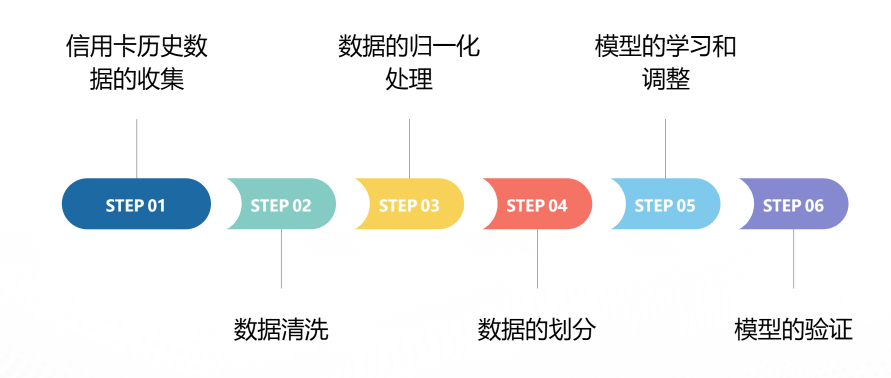 信用卡历史数
据的收集
数据的归一化
处理
模型的学习和
调整
STEP 01
STEP 02
STEP 03
STEP 04
STEP 05
STEP 06
数据清洗
数据的划分
模型的验证